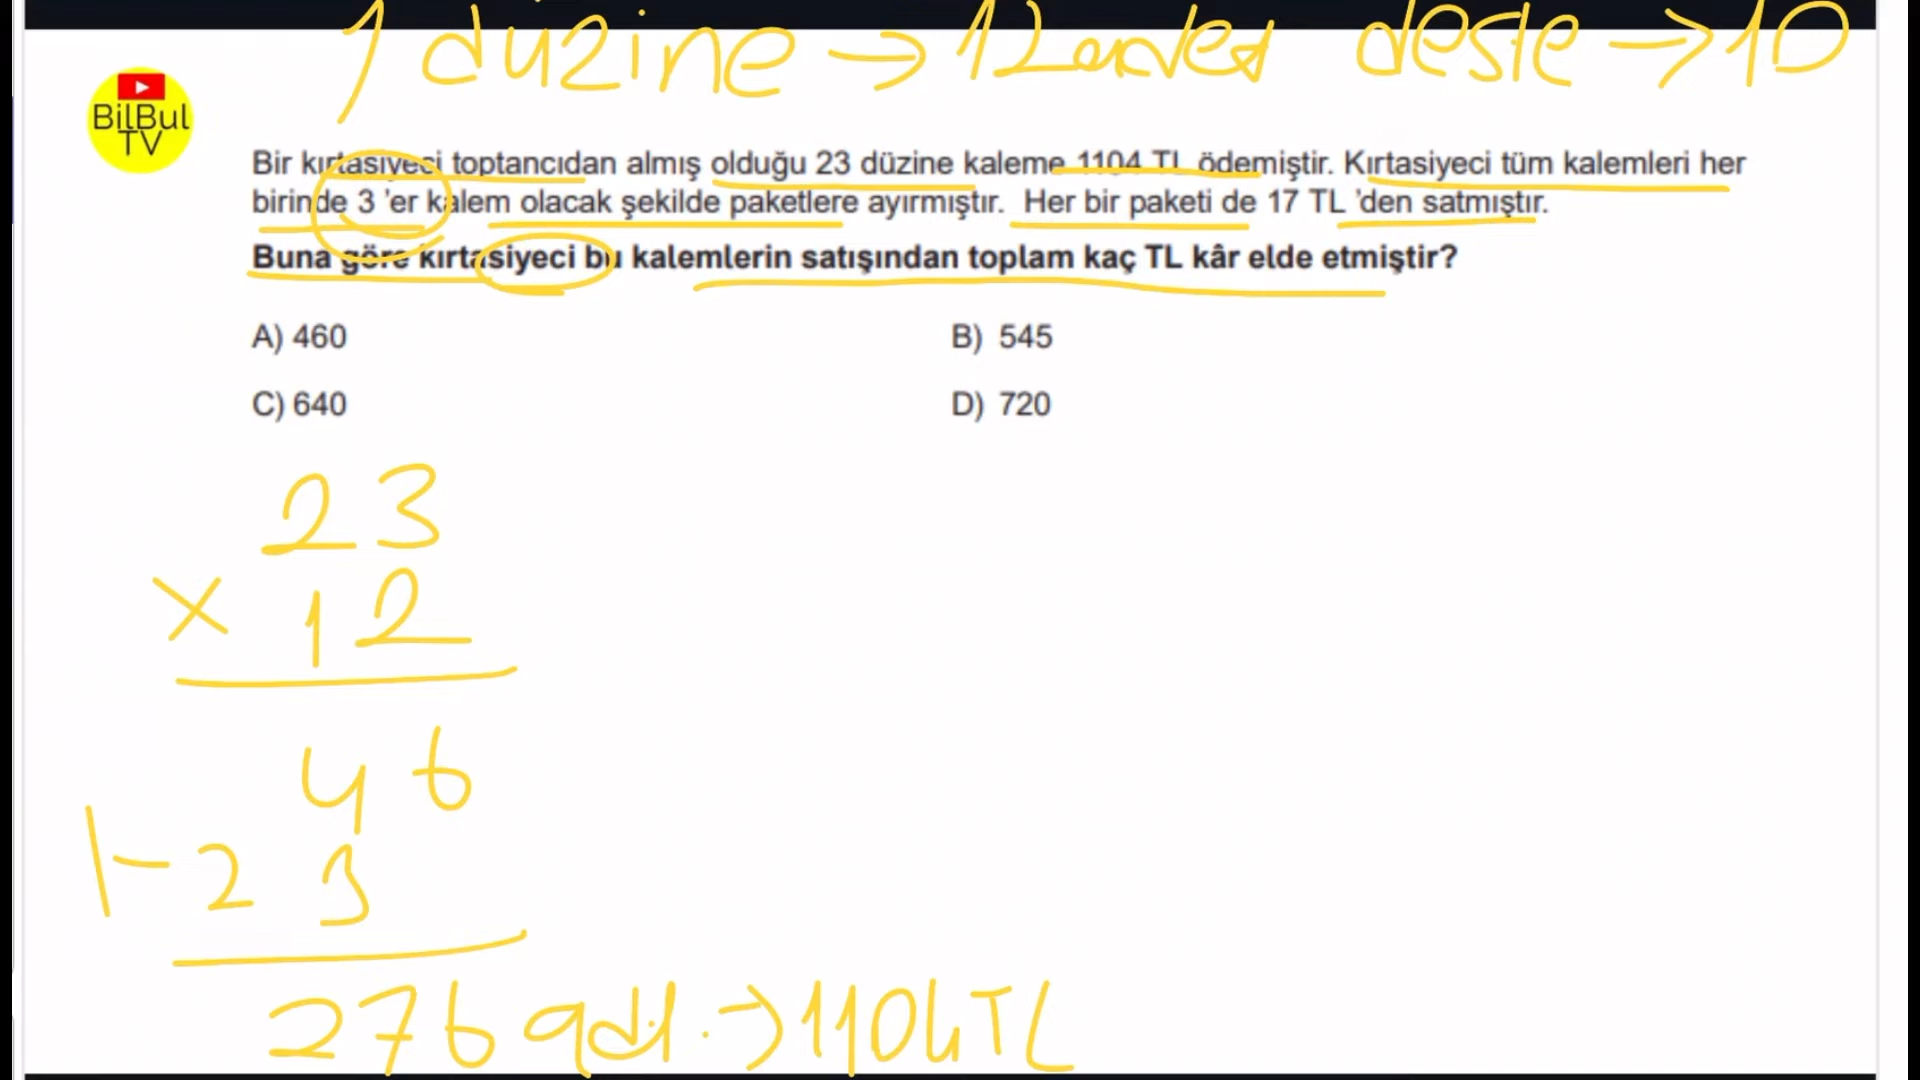 1 düzine → 12 adet deste → 10
BilBul
TV
Bir kırtasiyeci toptancıdan almış olduğu 23 düzine kaleme 1104 TL ödemiştir. Kırtasiyeci tüm kalemleri her
birinde 3 'er kalem olacak şekilde paketlere ayırmıştır. Her bir paketi de 17 TL 'den satmıştır.
Buna göre kırtasiyeci bu kalemlerin satışından toplam kaç TL kâr elde etmiştir?
A) 460
B) 545
C) 640
D) 720
23
x 12
46
+ 23
276 adt. → 1104 TL